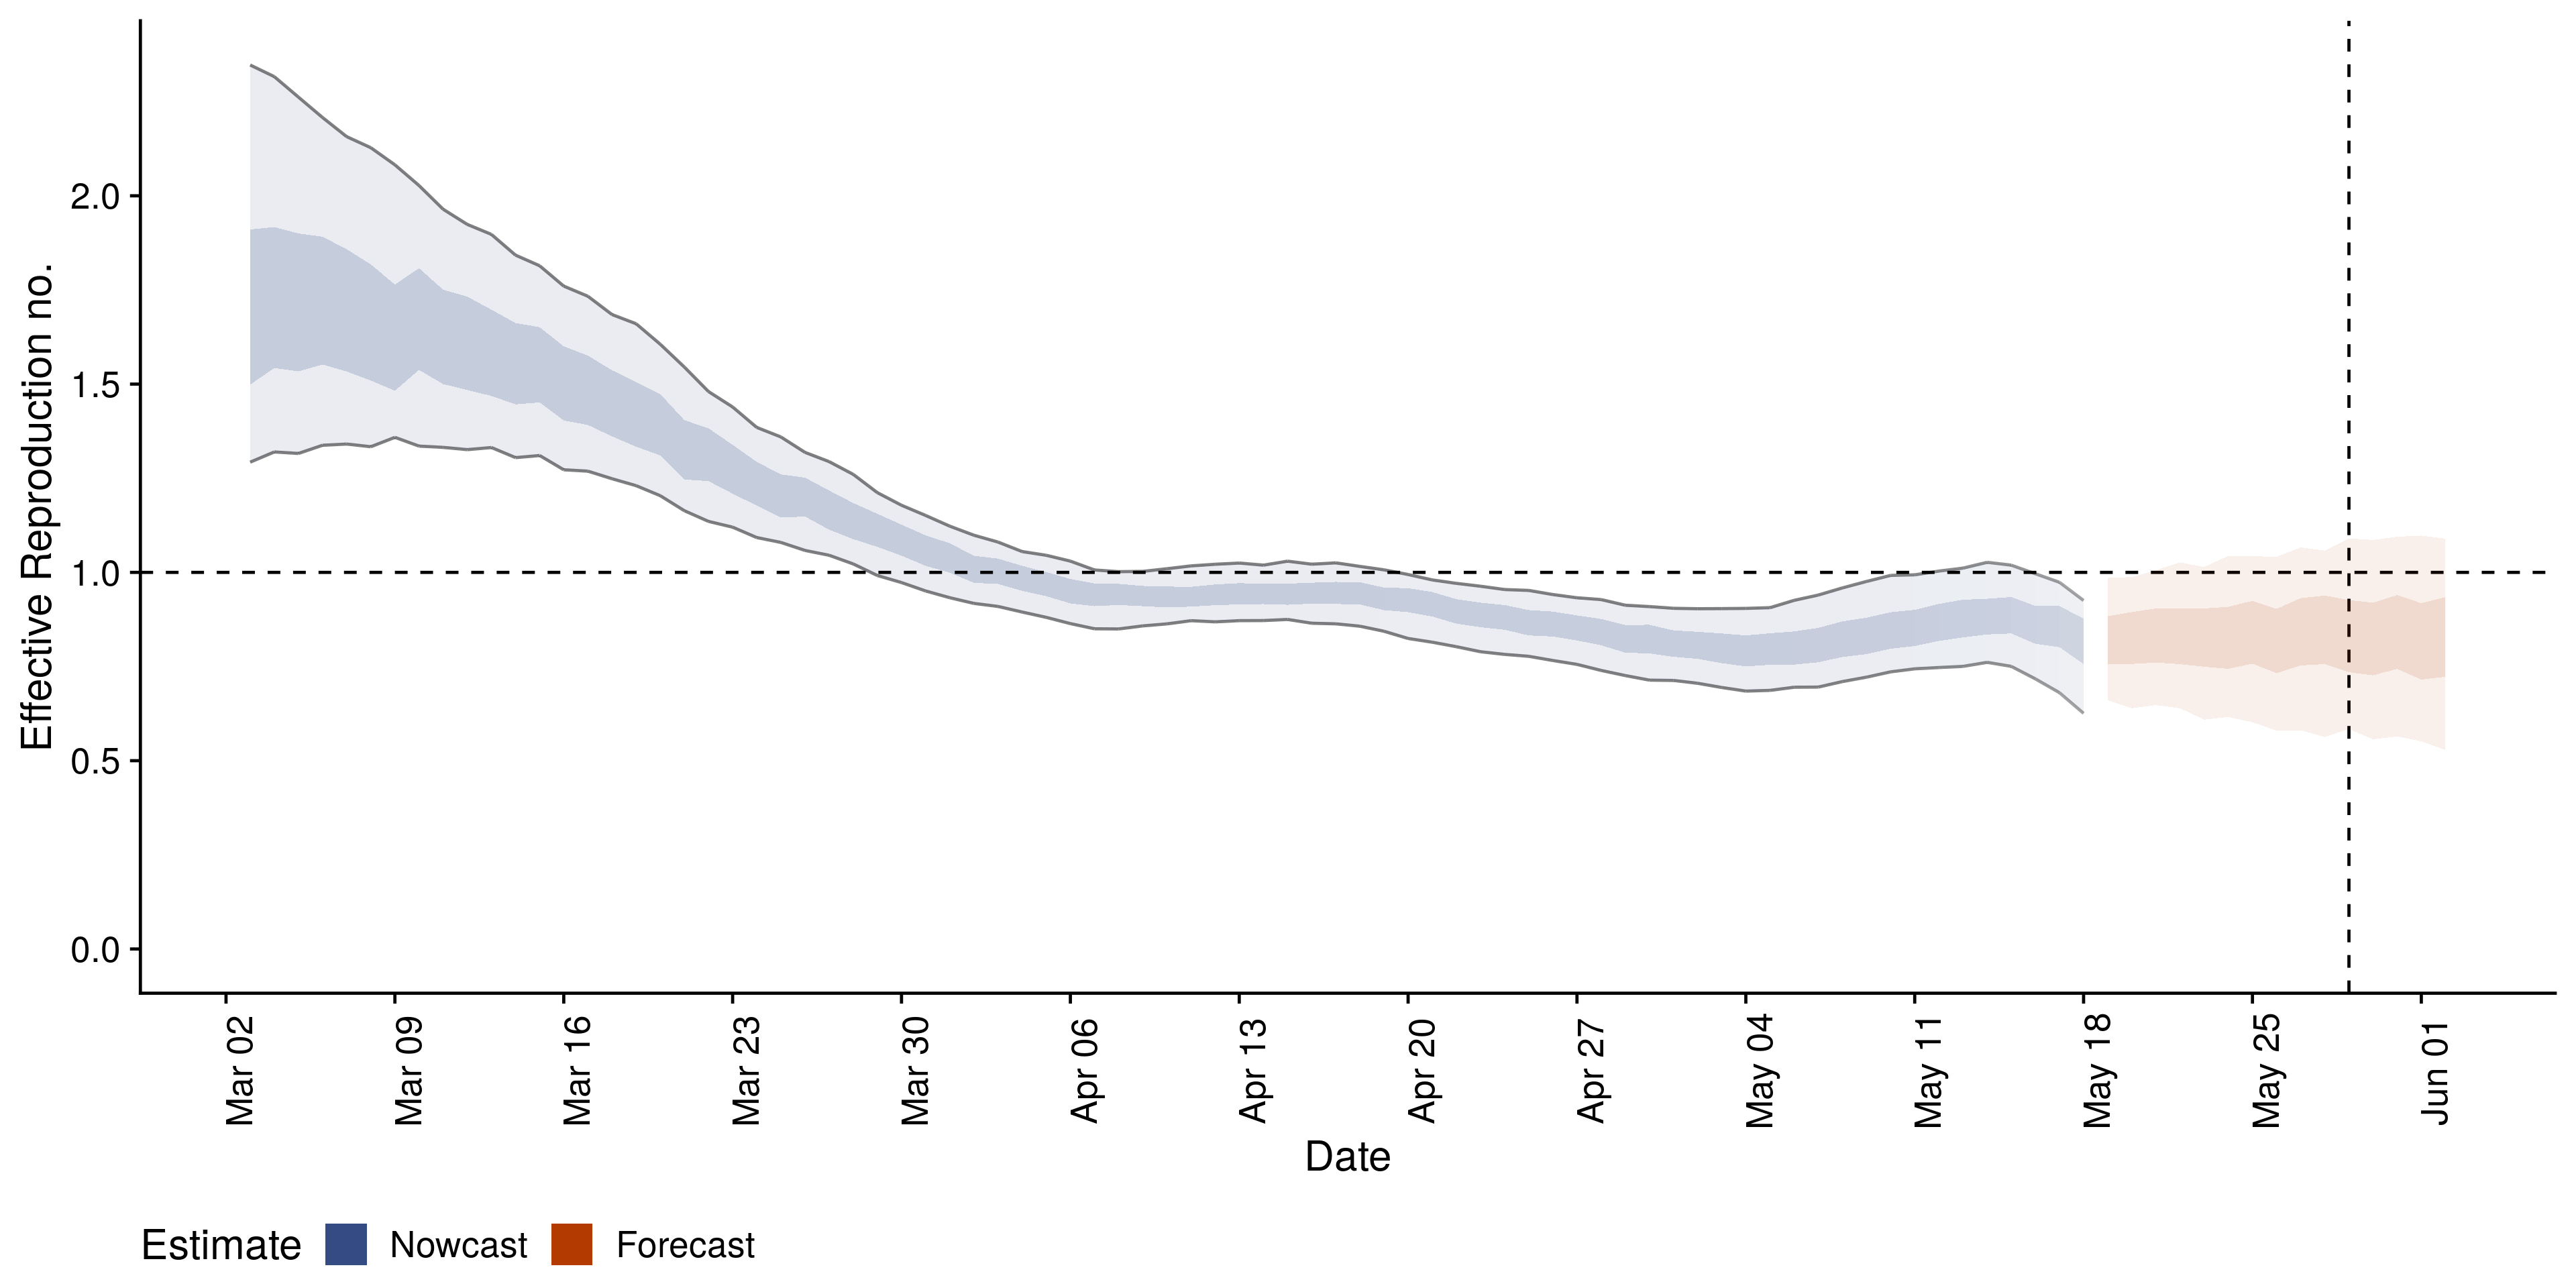 Effective Reproduction no.
2.0
1.5
1.0
0.5
0.0
Mar 02
Mar 09
Mar 16
Mar 23
Mar 30
Apr 06
Apr 13
Apr 20
Apr 27
May 04
May 11
May 18
May 25
Jun 01
Date
Estimate Nowcast Forecast